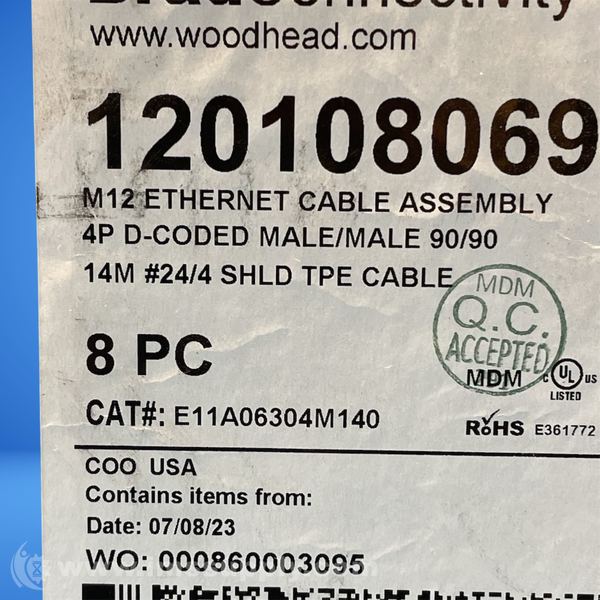 BradConnectivity
www.woodhead.com
120108069
M12 ETHERNET CABLE ASSEMBLY
4P D-CODED MALE/MALE 90/90
14M #24/4 SHLD TPE CABLE
MDM
Q.C.
ACCEPTED
8 PC
MDM
C UL US
LISTED
CAT#: E11A06304M140
RoHS E361772
COO USA
Contains items from:
Date: 07/08/23
WO: 000860003095